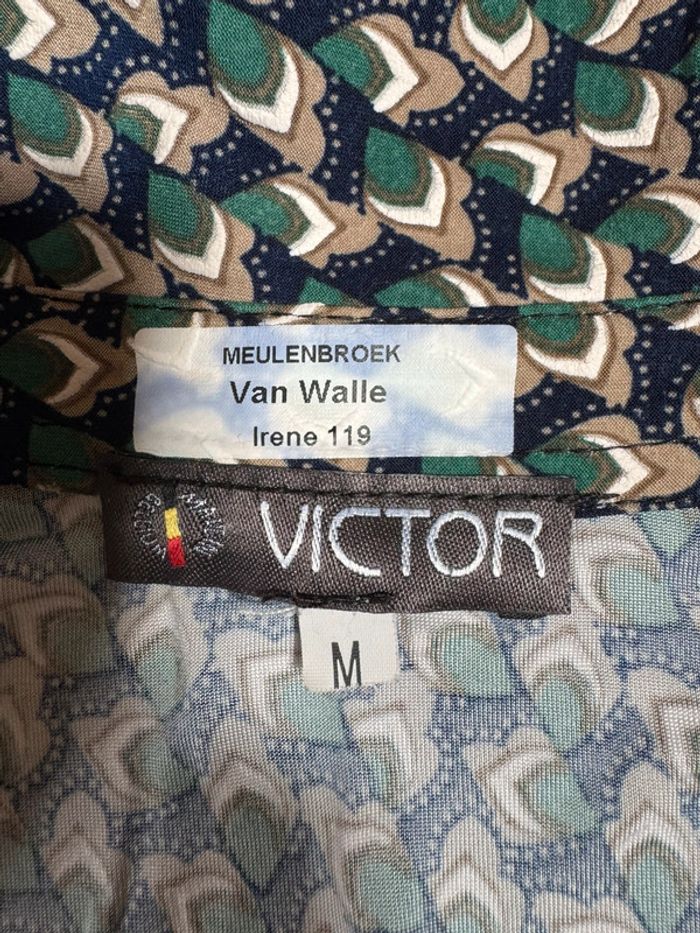 MEULENBROEK
Van Walle
Irene 119
VICTOR
M